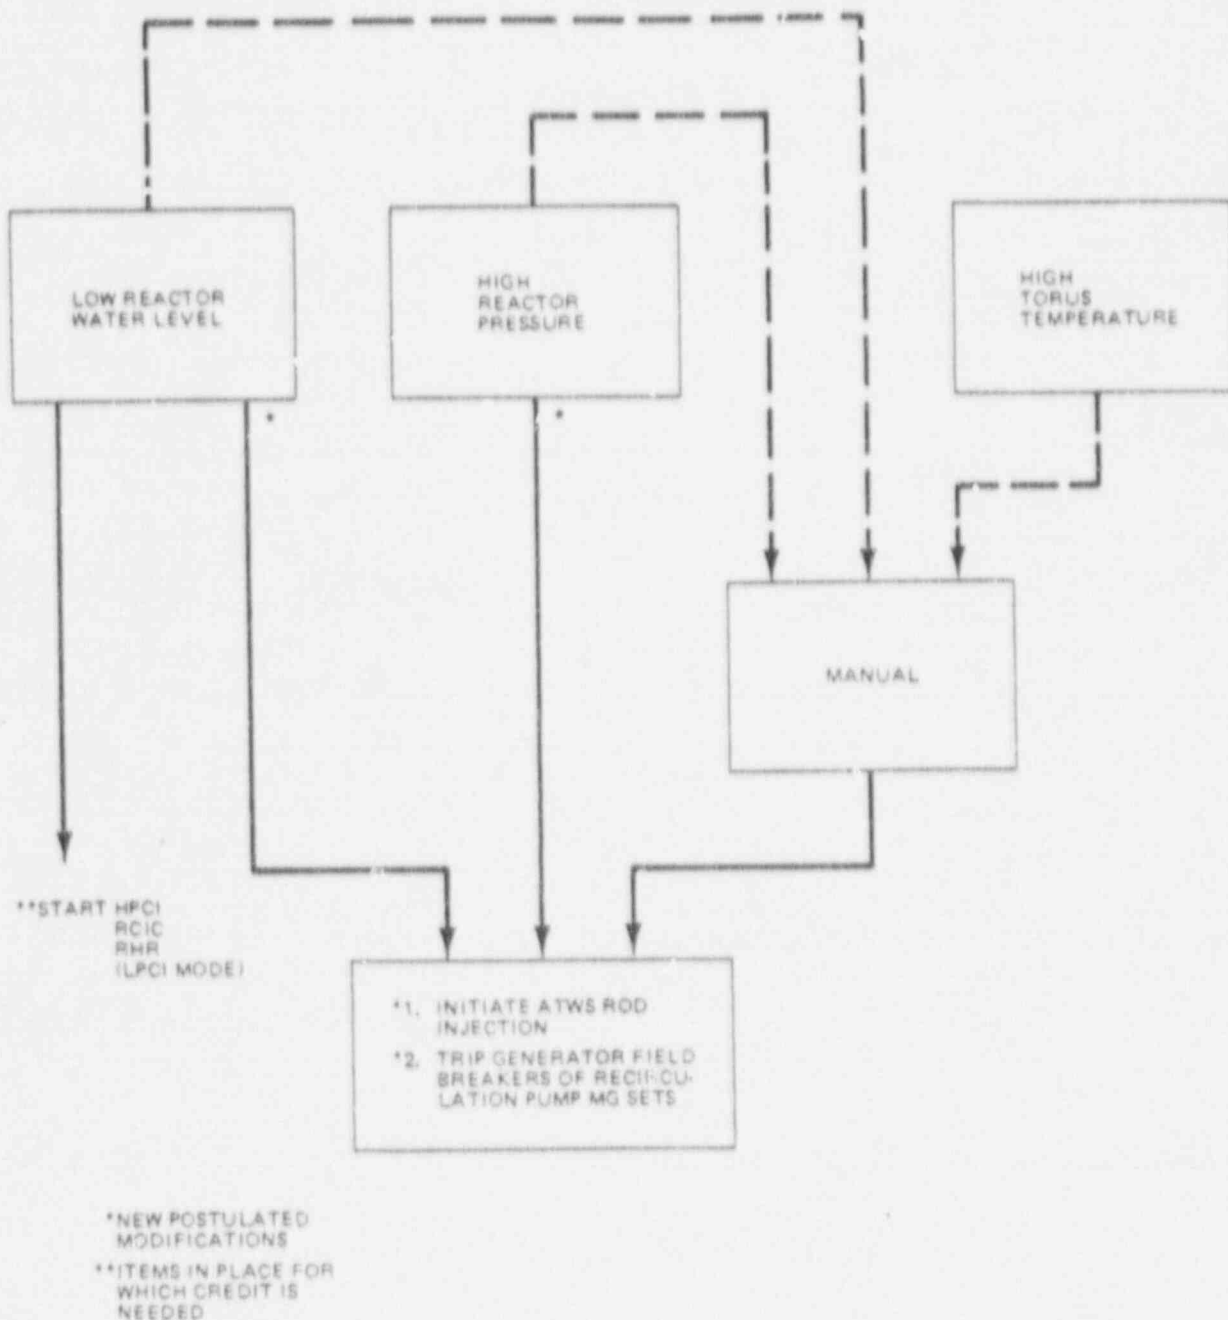 LOW REACTOR
WATER LEVEL
HIGH
REACTOR
PRESSURE
HIGH
TORUS
TEMPERATURE
*
*
MANUAL
**START HPCI
RCIC
RHR
(LPCI MODE)
*1. INITIATE ATWS ROD
INJECTION
*2. TRIP GENERATOR FIELD
BREAKERS OF RECIRCU-
LATION PUMP MG SETS
*NEW POSTULATED
MODIFICATIONS
**ITEMS IN PLACE FOR
WHICH CREDIT IS
NEEDED